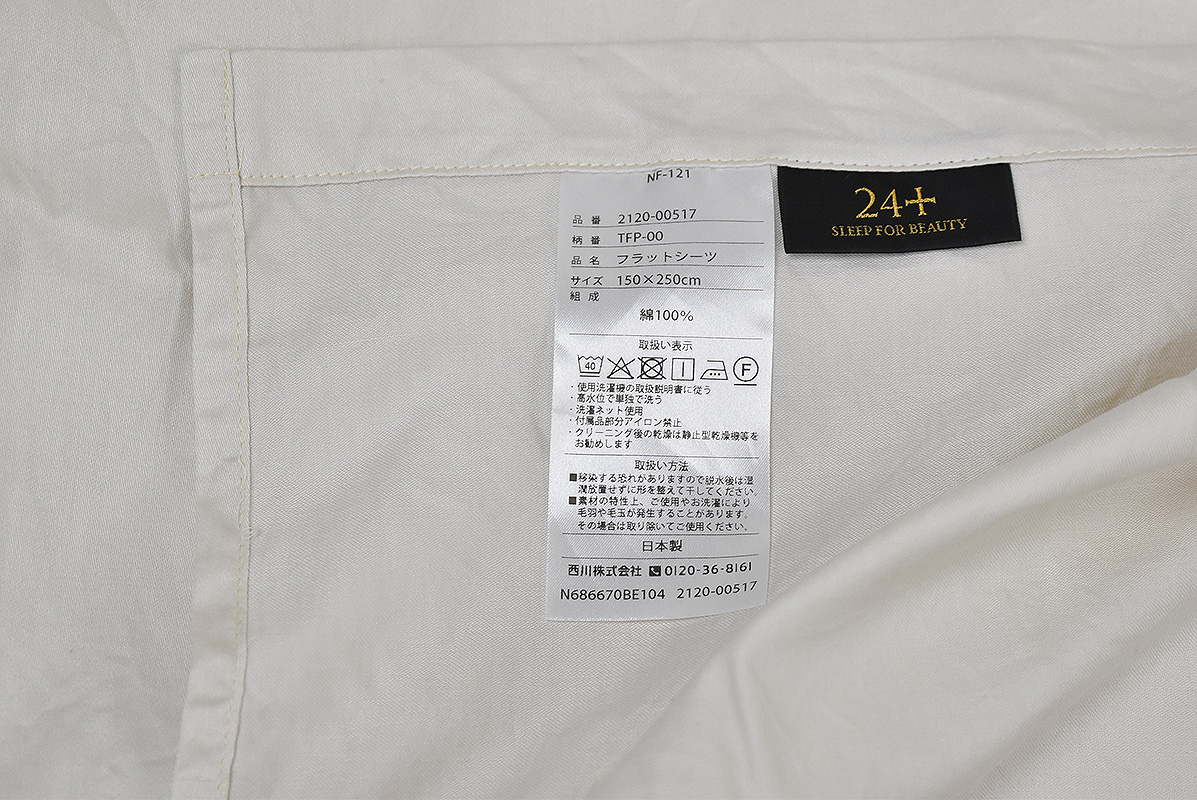 NF-121
品番 2120-00517
柄番 TFP-00
品名 フラットシーツ
サイズ 150×250cm
組成
綿100%
取扱い表示
40 F
・使用洗濯機の取扱説明書に従う
・高水位で単独で洗う
・洗濯ネット使用
・付属品部分アイロン禁止
・クリーニング後の乾燥は静止型乾燥機等を
お勧めします
取扱い方法
■移染する恐れがありますので脱水後は湿
潤放置せずに形を整えて干してください。
■素材の特性上、ご使用やお洗濯により
毛羽や毛玉が発生することがあります。
その場合は取り除いてご使用ください。
日本製
西川株式会社 0120-36-8161
N686670BE104 2120-00517
24+
SLEEP FOR BEAUTY